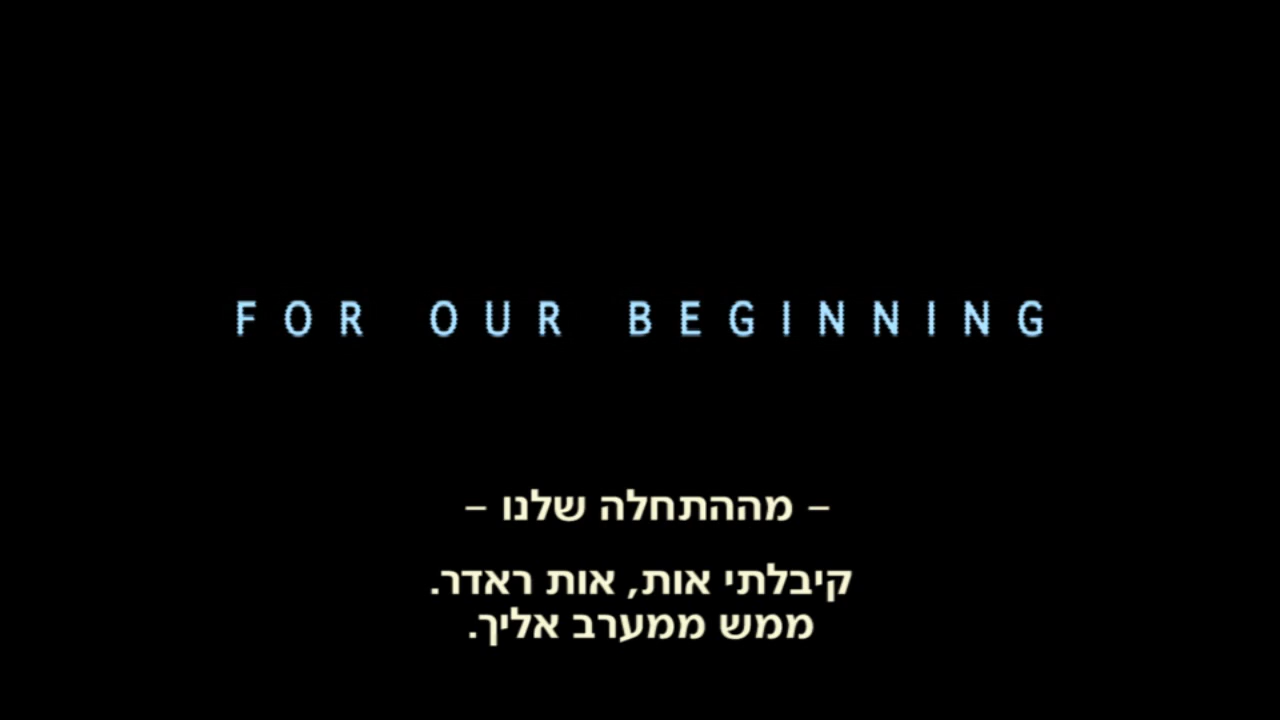 FOR OUR BEGINNING
– מההתחלה שלנו –
קיבלתי אות, אות ראדר.
ממש ממערב אליך.